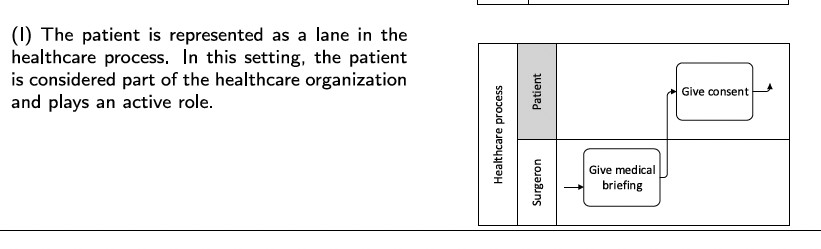 (I) The patient is represented as a lane in the
healthcare process. In this setting, the patient
is considered part of the healthcare organization
and plays an active role.
Healthcare process
Patient
Give consent
Surgeron
Give medical
briefing